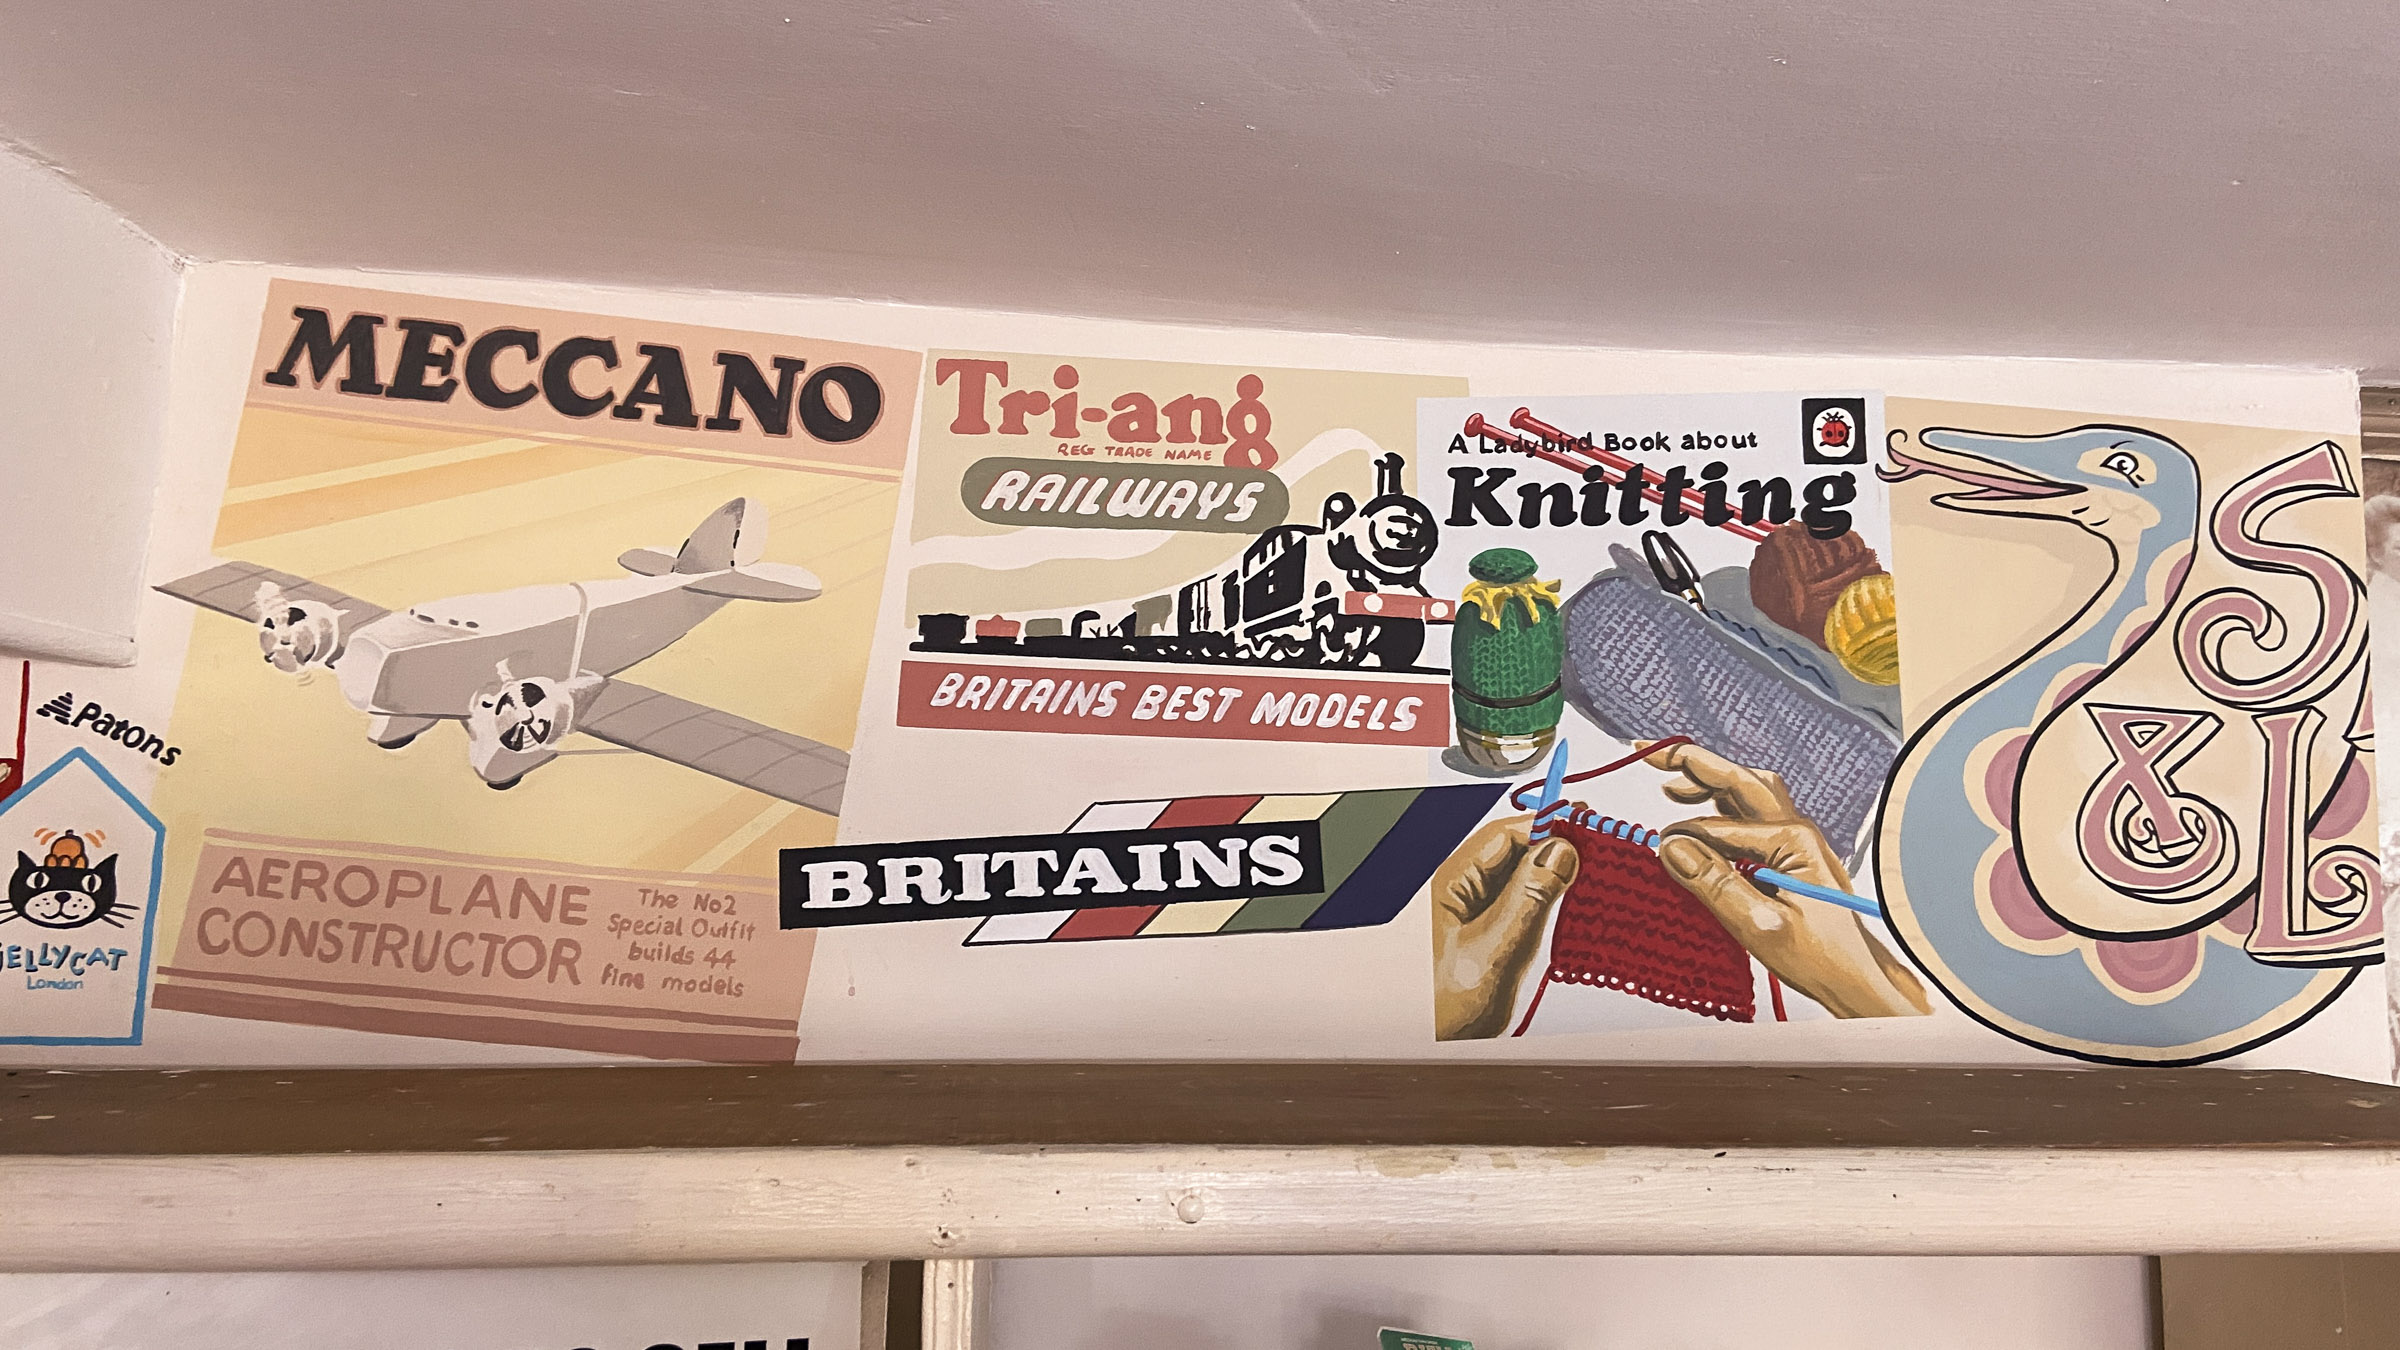 Patons
JELLYCAT
London
MECCANO
AEROPLANE
CONSTRUCTOR
The No2
Special Outfit
builds 44
fine models
Tri-ang
REG TRADE NAME
RAILWAYS
BRITAINS BEST MODELS
BRITAINS
A Ladybird Book about
Knitting
S
& L